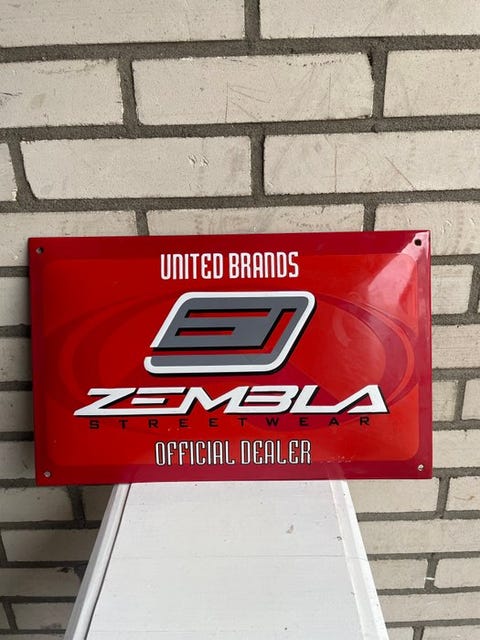 UNITED BRANDS
ZEMBLA
STREETWEAR
OFFICIAL DEALER